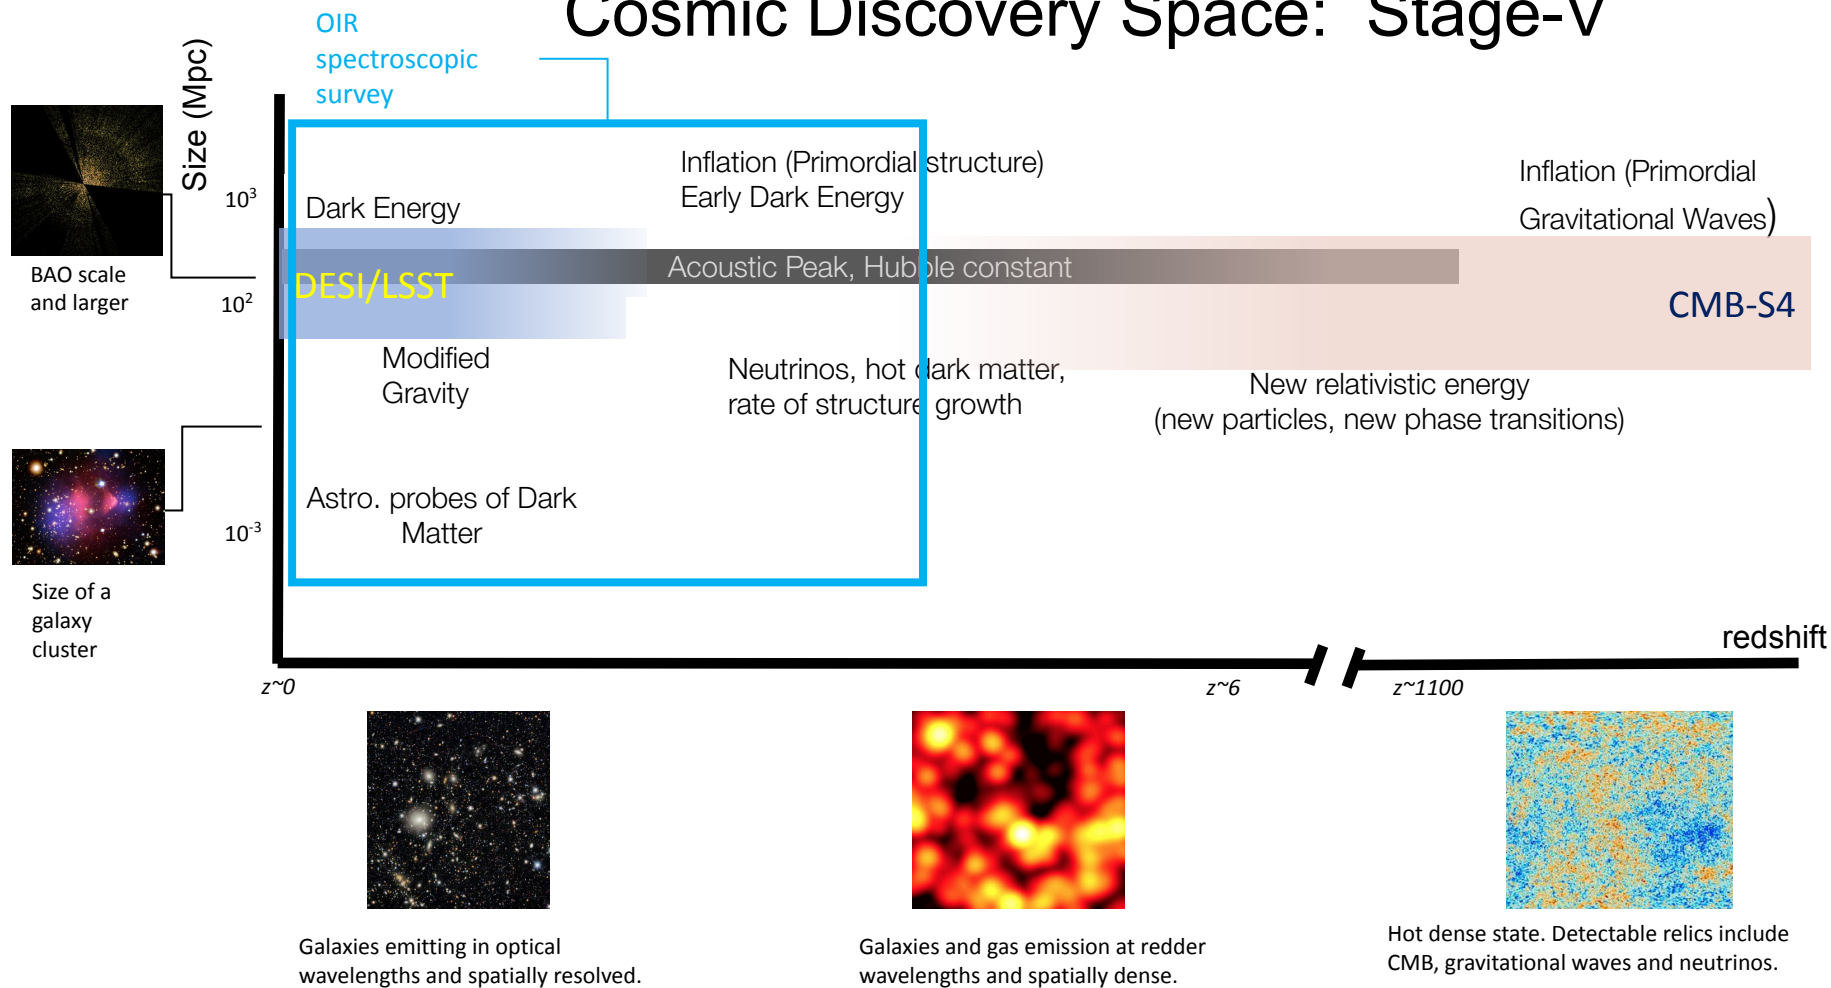 Cosmic Discovery Space: Stage-V
OIR
spectroscopic
survey
Size (Mpc)
Inflation (Primordial structure)
Early Dark Energy
Inflation (Primordial
Gravitational Waves)
10³
Dark Energy
BAO scale
and larger
DESI/LSST
Acoustic Peak, Hubble constant
10²
CMB-S4
Modified
Gravity
Neutrinos, hot dark matter,
rate of structure growth
New relativistic energy
(new particles, new phase transitions)
Astro. probes of Dark
Matter
10⁻³
Size of a
galaxy
cluster
redshift
z~0
z~6
z~1100
Galaxies emitting in optical
wavelengths and spatially resolved.
Galaxies and gas emission at redder
wavelengths and spatially dense.
Hot dense state. Detectable relics include
CMB, gravitational waves and neutrinos.